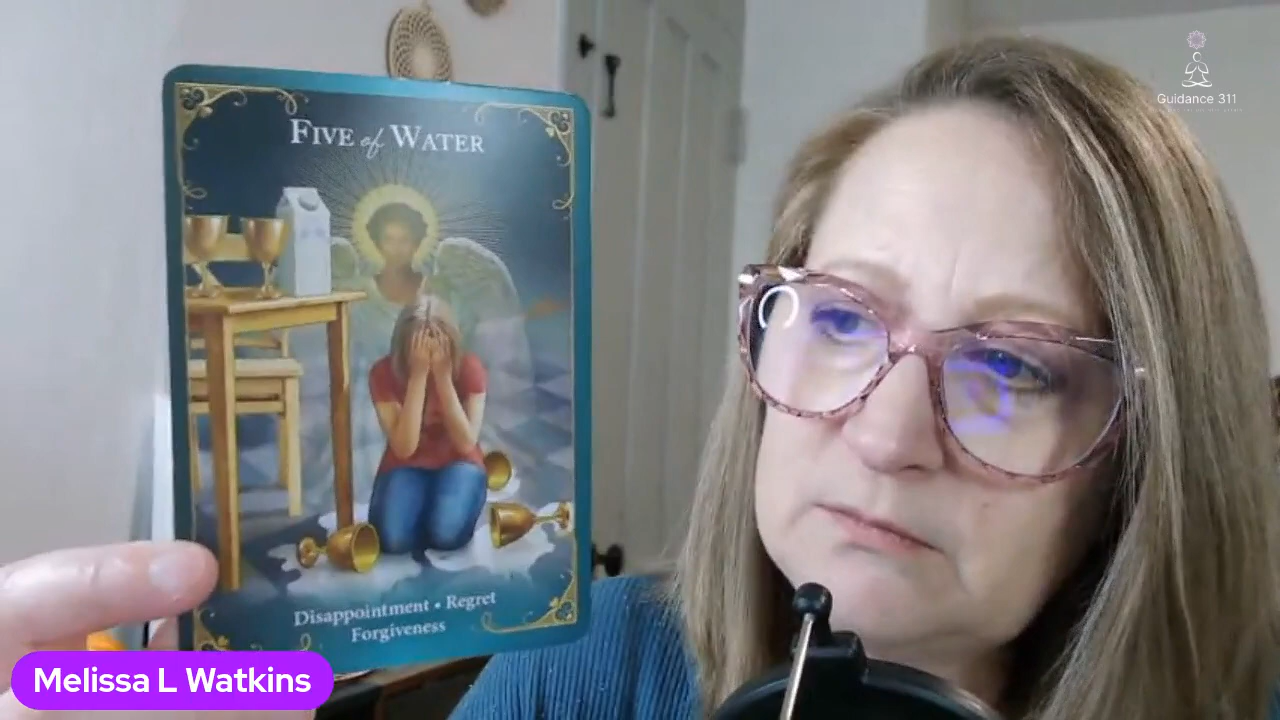 Guidance 311
FIVE of WATER
Disappointment • Regret
Forgiveness
Melissa L Watkins